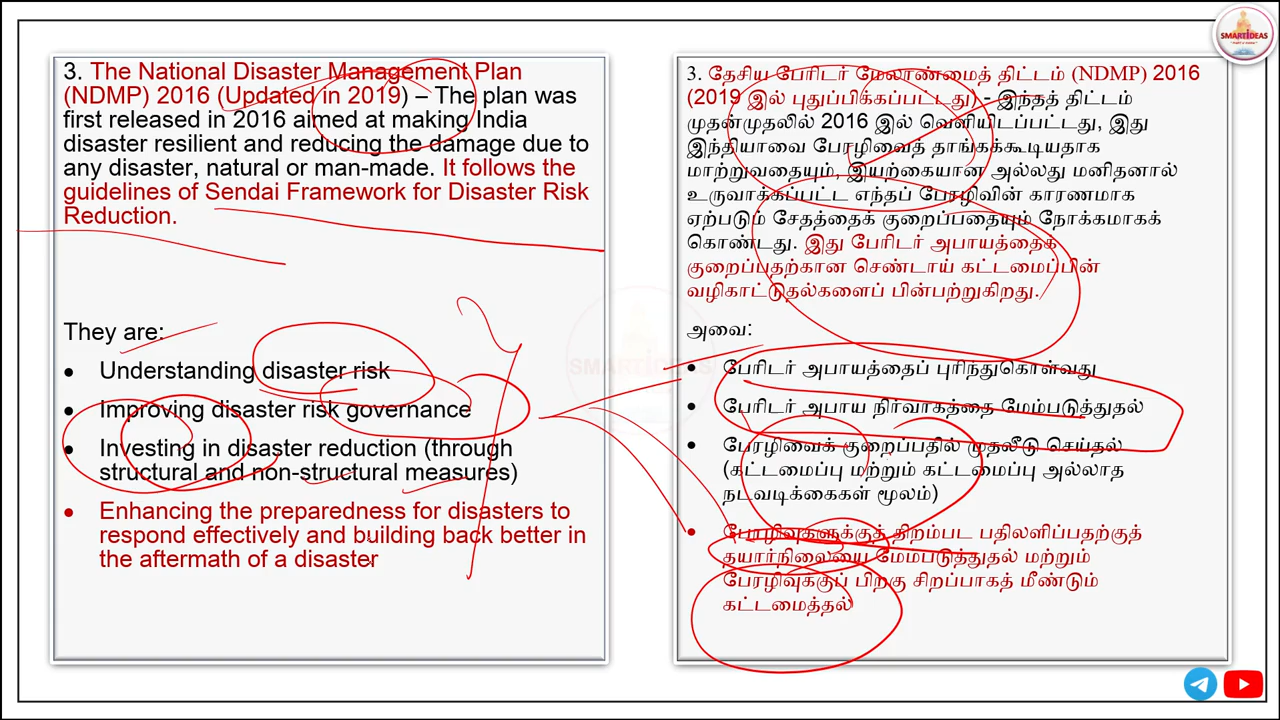 SMARTIDEAS
3. The National Disaster Management Plan
(NDMP) 2016 (Updated in 2019) – The plan was
first released in 2016 aimed at making India
disaster resilient and reducing the damage due to
any disaster, natural or man-made. It follows the
guidelines of Sendai Framework for Disaster Risk
Reduction.
They are:
• Understanding disaster risk
• Improving disaster risk governance
• Investing in disaster reduction (through
structural and non-structural measures)
• Enhancing the preparedness for disasters to
respond effectively and building back better in
the aftermath of a disaster
3. தேசிய பேரிடர் மேலாண்மைத் திட்டம் (NDMP) 2016
(2019 இல் புதுப்பிக்கப்பட்டது) - இந்தத் திட்டம்
முதன்முதலில் 2016 இல் வெளியிடப்பட்டது, இது
இந்தியாவை பேரழிவைத் தாங்கக்கூடியதாக
மாற்றுவதையும், இயற்கையான அல்லது மனிதனால்
உருவாக்கப்பட்ட எந்தப் பேரழிவின் காரணமாக
ஏற்படும் சேதத்தைக் குறைப்பதையும் நோக்கமாகக்
கொண்டது. இது பேரிடர் அபாயத்தைக்
குறைப்பதற்கான செண்டாய் கட்டமைப்பின்
வழிகாட்டுதல்களைப் பின்பற்றுகிறது.
அவை:
• பேரிடர் அபாயத்தைப் புரிந்துகொள்வது
• பேரிடர் அபாய நிர்வாகத்தை மேம்படுத்துதல்
• பேரழிவைக் குறைப்பதில் முதலீடு செய்தல்
(கட்டமைப்பு மற்றும் கட்டமைப்பு அல்லாத
நடவடிக்கைகள் மூலம்)
• பேரழிவுகளுக்குத் திறம்பட பதிலளிப்பதற்குத்
தயார்நிலையை மேம்படுத்துதல் மற்றும்
பேரழிவுக்குப் பிறகு சிறப்பாகத் மீண்டும்
கட்டமைத்தல்
SMARTIDEAS